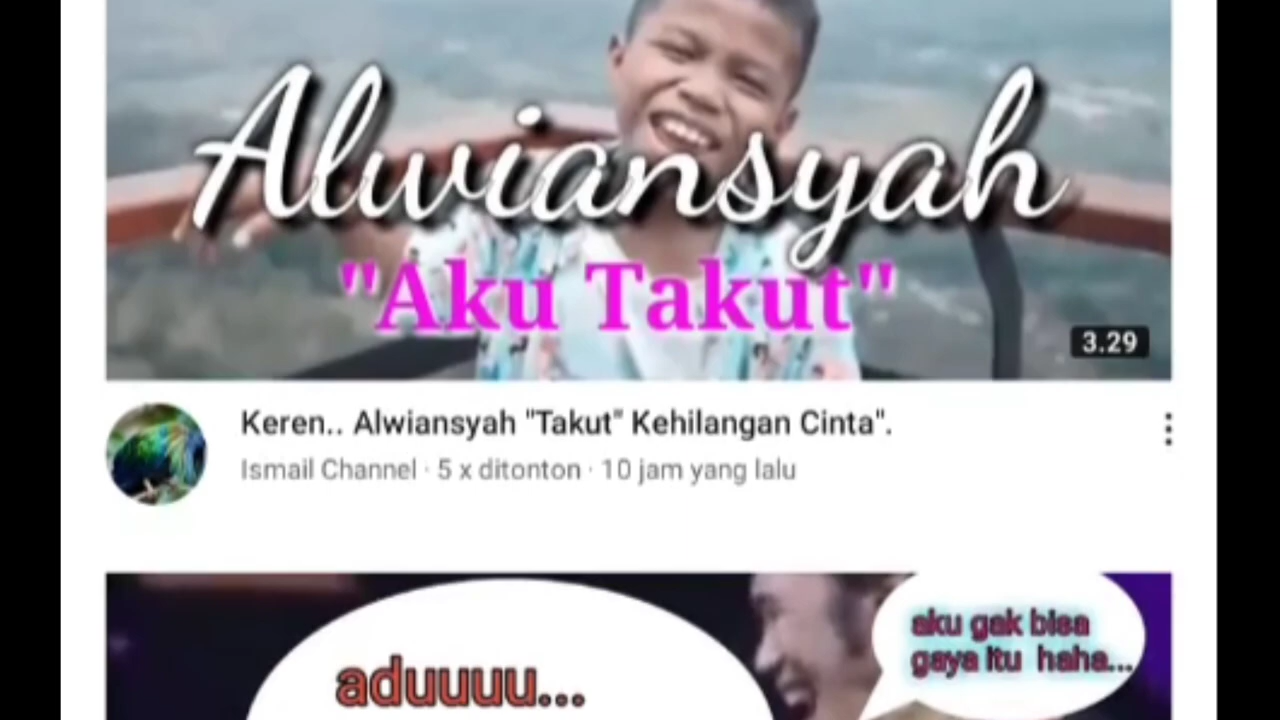 Alwiansyah
"Aku Takut"
3.29
Keren.. Alwiansyah "Takut" Kehilangan Cinta".
Ismail Channel · 5 x ditonton · 10 jam yang lalu
aku gak bisa
gaya itu haha...
aduuuu...